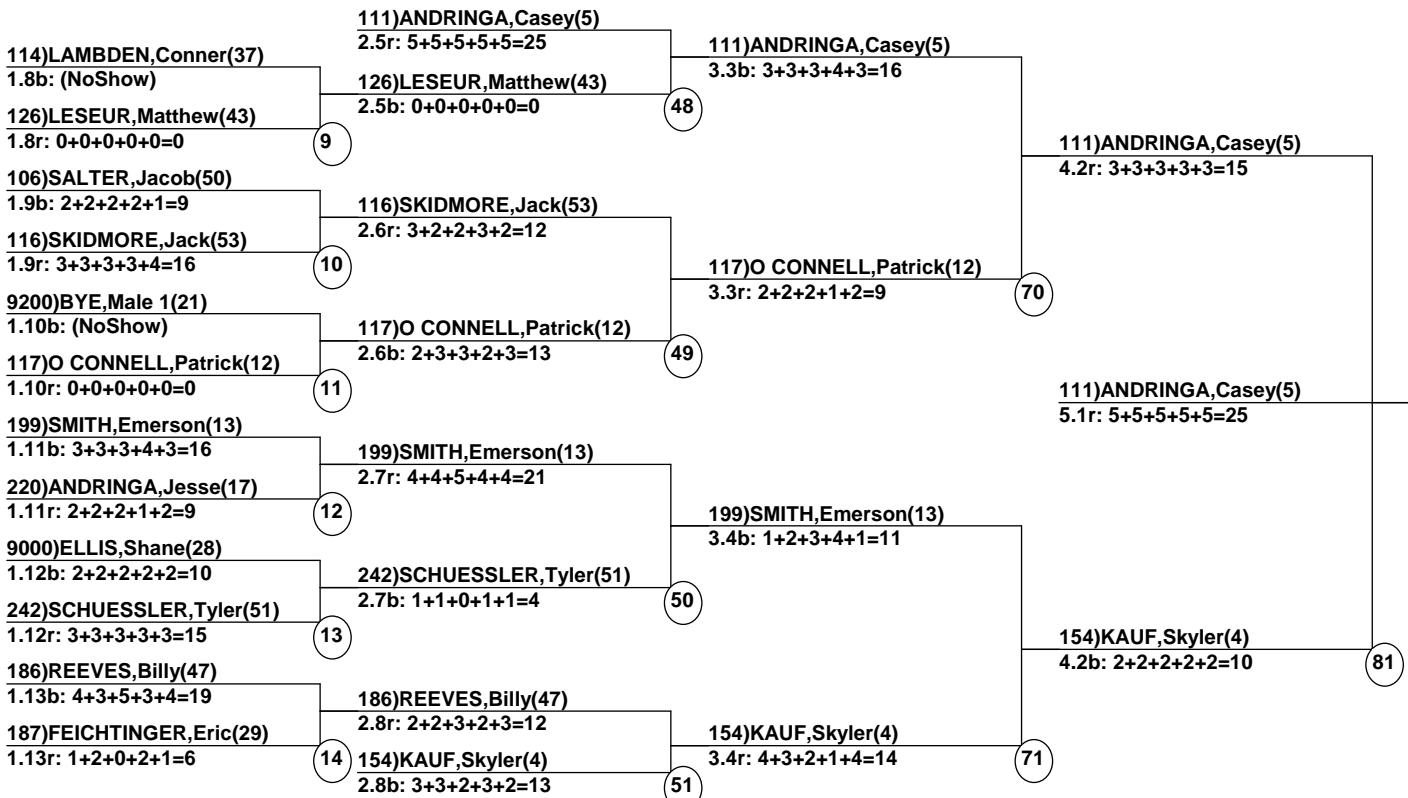 114)LAMBDEN,Conner(37)
1.8b: (NoShow)
126)LESEUR,Matthew(43)
1.8r: 0+0+0+0+0=0
9
106)SALTER,Jacob(50)
1.9b: 2+2+2+2+1=9
116)SKIDMORE,Jack(53)
1.9r: 3+3+3+3+4=16
10
9200)BYE,Male 1(21)
1.10b: (NoShow)
117)O CONNELL,Patrick(12)
1.10r: 0+0+0+0+0=0
11
199)SMITH,Emerson(13)
1.11b: 3+3+3+4+3=16
220)ANDRINGA,Jesse(17)
1.11r: 2+2+2+1+2=9
12
9000)ELLIS,Shane(28)
1.12b: 2+2+2+2+2=10
242)SCHUESSLER,Tyler(51)
1.12r: 3+3+3+3+3=15
13
186)REEVES,Billy(47)
1.13b: 4+3+5+3+4=19
187)FEICHTINGER,Eric(29)
1.13r: 1+2+0+2+1=6
14
111)ANDRINGA,Casey(5)
2.5r: 5+5+5+5+5=25
126)LESEUR,Matthew(43)
2.5b: 0+0+0+0+0=0
48
116)SKIDMORE,Jack(53)
2.6r: 3+2+2+3+2=12
117)O CONNELL,Patrick(12)
2.6b: 2+3+3+2+3=13
49
199)SMITH,Emerson(13)
2.7r: 4+4+5+4+4=21
242)SCHUESSLER,Tyler(51)
2.7b: 1+1+0+1+1=4
50
186)REEVES,Billy(47)
2.8r: 2+2+3+2+3=12
154)KAUF,Skyler(4)
2.8b: 3+3+2+3+2=13
51
111)ANDRINGA,Casey(5)
3.3b: 3+3+3+4+3=16
117)O CONNELL,Patrick(12)
3.3r: 2+2+2+1+2=9
70
199)SMITH,Emerson(13)
3.4b: 1+2+3+4+1=11
154)KAUF,Skyler(4)
3.4r: 4+3+2+1+4=14
71
111)ANDRINGA,Casey(5)
4.2r: 3+3+3+3+3=15
154)KAUF,Skyler(4)
4.2b: 2+2+2+2+2=10
81
111)ANDRINGA,Casey(5)
5.1r: 5+5+5+5+5=25